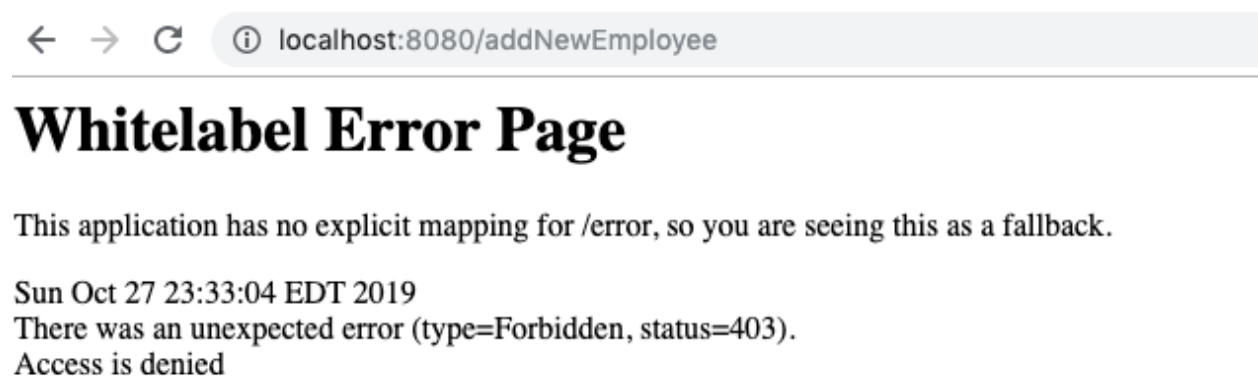 localhost:8080/addNewEmployee
Whitelabel Error Page
This application has no explicit mapping for /error, so you are seeing this as a fallback.
Sun Oct 27 23:33:04 EDT 2019
There was an unexpected error (type=Forbidden, status=403).
Access is denied